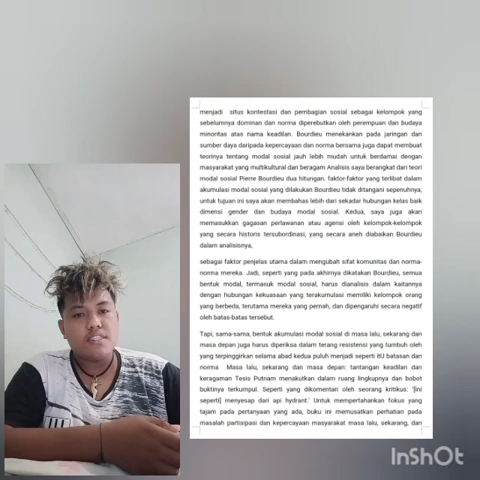 menjadi situs kontestasi dan pembagian sosial sebagai kelompok yang
sebelumnya dominan dan norma diperebutkan oleh perempuan dan budaya
minoritas atas nama keadilan. Bourdieu menekankan pada jaringan dan
sumber daya daripada kepercayaan dan norma bersama juga dapat membuat
teorinya tentang modal sosial jauh lebih mudah untuk berdamai dengan
masyarakat yang multikultural dan beragam Analisis saya berangkat dari teori
modal sosial Pierre Bourdieu dua hitungan. faktor-faktor yang terlibat dalam
akumulasi modal sosial yang dilakukan Bourdieu tidak ditangani sepenuhnya;
untuk tujuan ini saya akan membahas lebih dari sekadar hubungan kelas baik
dimensi gender dan budaya modal sosial. Kedua, saya juga akan
memasukkan gagasan perlawanan atau agensi oleh kelompok-kelompok
yang secara historis tersubordinasi, yang secara aneh diabaikan Bourdieu
dalam analisisnya,
sebagai faktor penjelas utama dalam mengubah sifat komunitas dan norma-
norma mereka. Jadi, seperti yang pada akhirnya dikatakan Bourdieu, semua
bentuk modal, termasuk modal sosial, harus dianalisis dalam kaitannya
dengan hubungan kekuasaan yang terakumulasi memiliki kelompok orang
yang berbeda, terutama mereka yang pernah, dan dipengaruhi secara negatif
oleh batas-batas tersebut.
Tapi, sama-sama, bentuk akumulasi modal sosial di masa lalu, sekarang dan
masa depan juga harus diperiksa dalam terang resistensi yang tumbuh oleh
yang terpinggirkan selama abad kedua puluh menjadi seperti itU batasan dan
norma Masa lalu, sekarang dan masa depan: tantangan keadilan dan
keragaman Tesis Putnam menakutkan dalam ruang lingkupnya dan bobot
buktinya terkumpul. Seperti yang dikomentari oleh seorang kritikus: '[Ini
seperti] menyesap dari api hydrant.' Untuk mempertahankan fokus yang
tajam pada pertanyaan yang ada, buku ini memusatkan perhatian pada
masalah partisipasi dan kepercayaan masyarakat masa lalu, sekarang, dan
InShOt